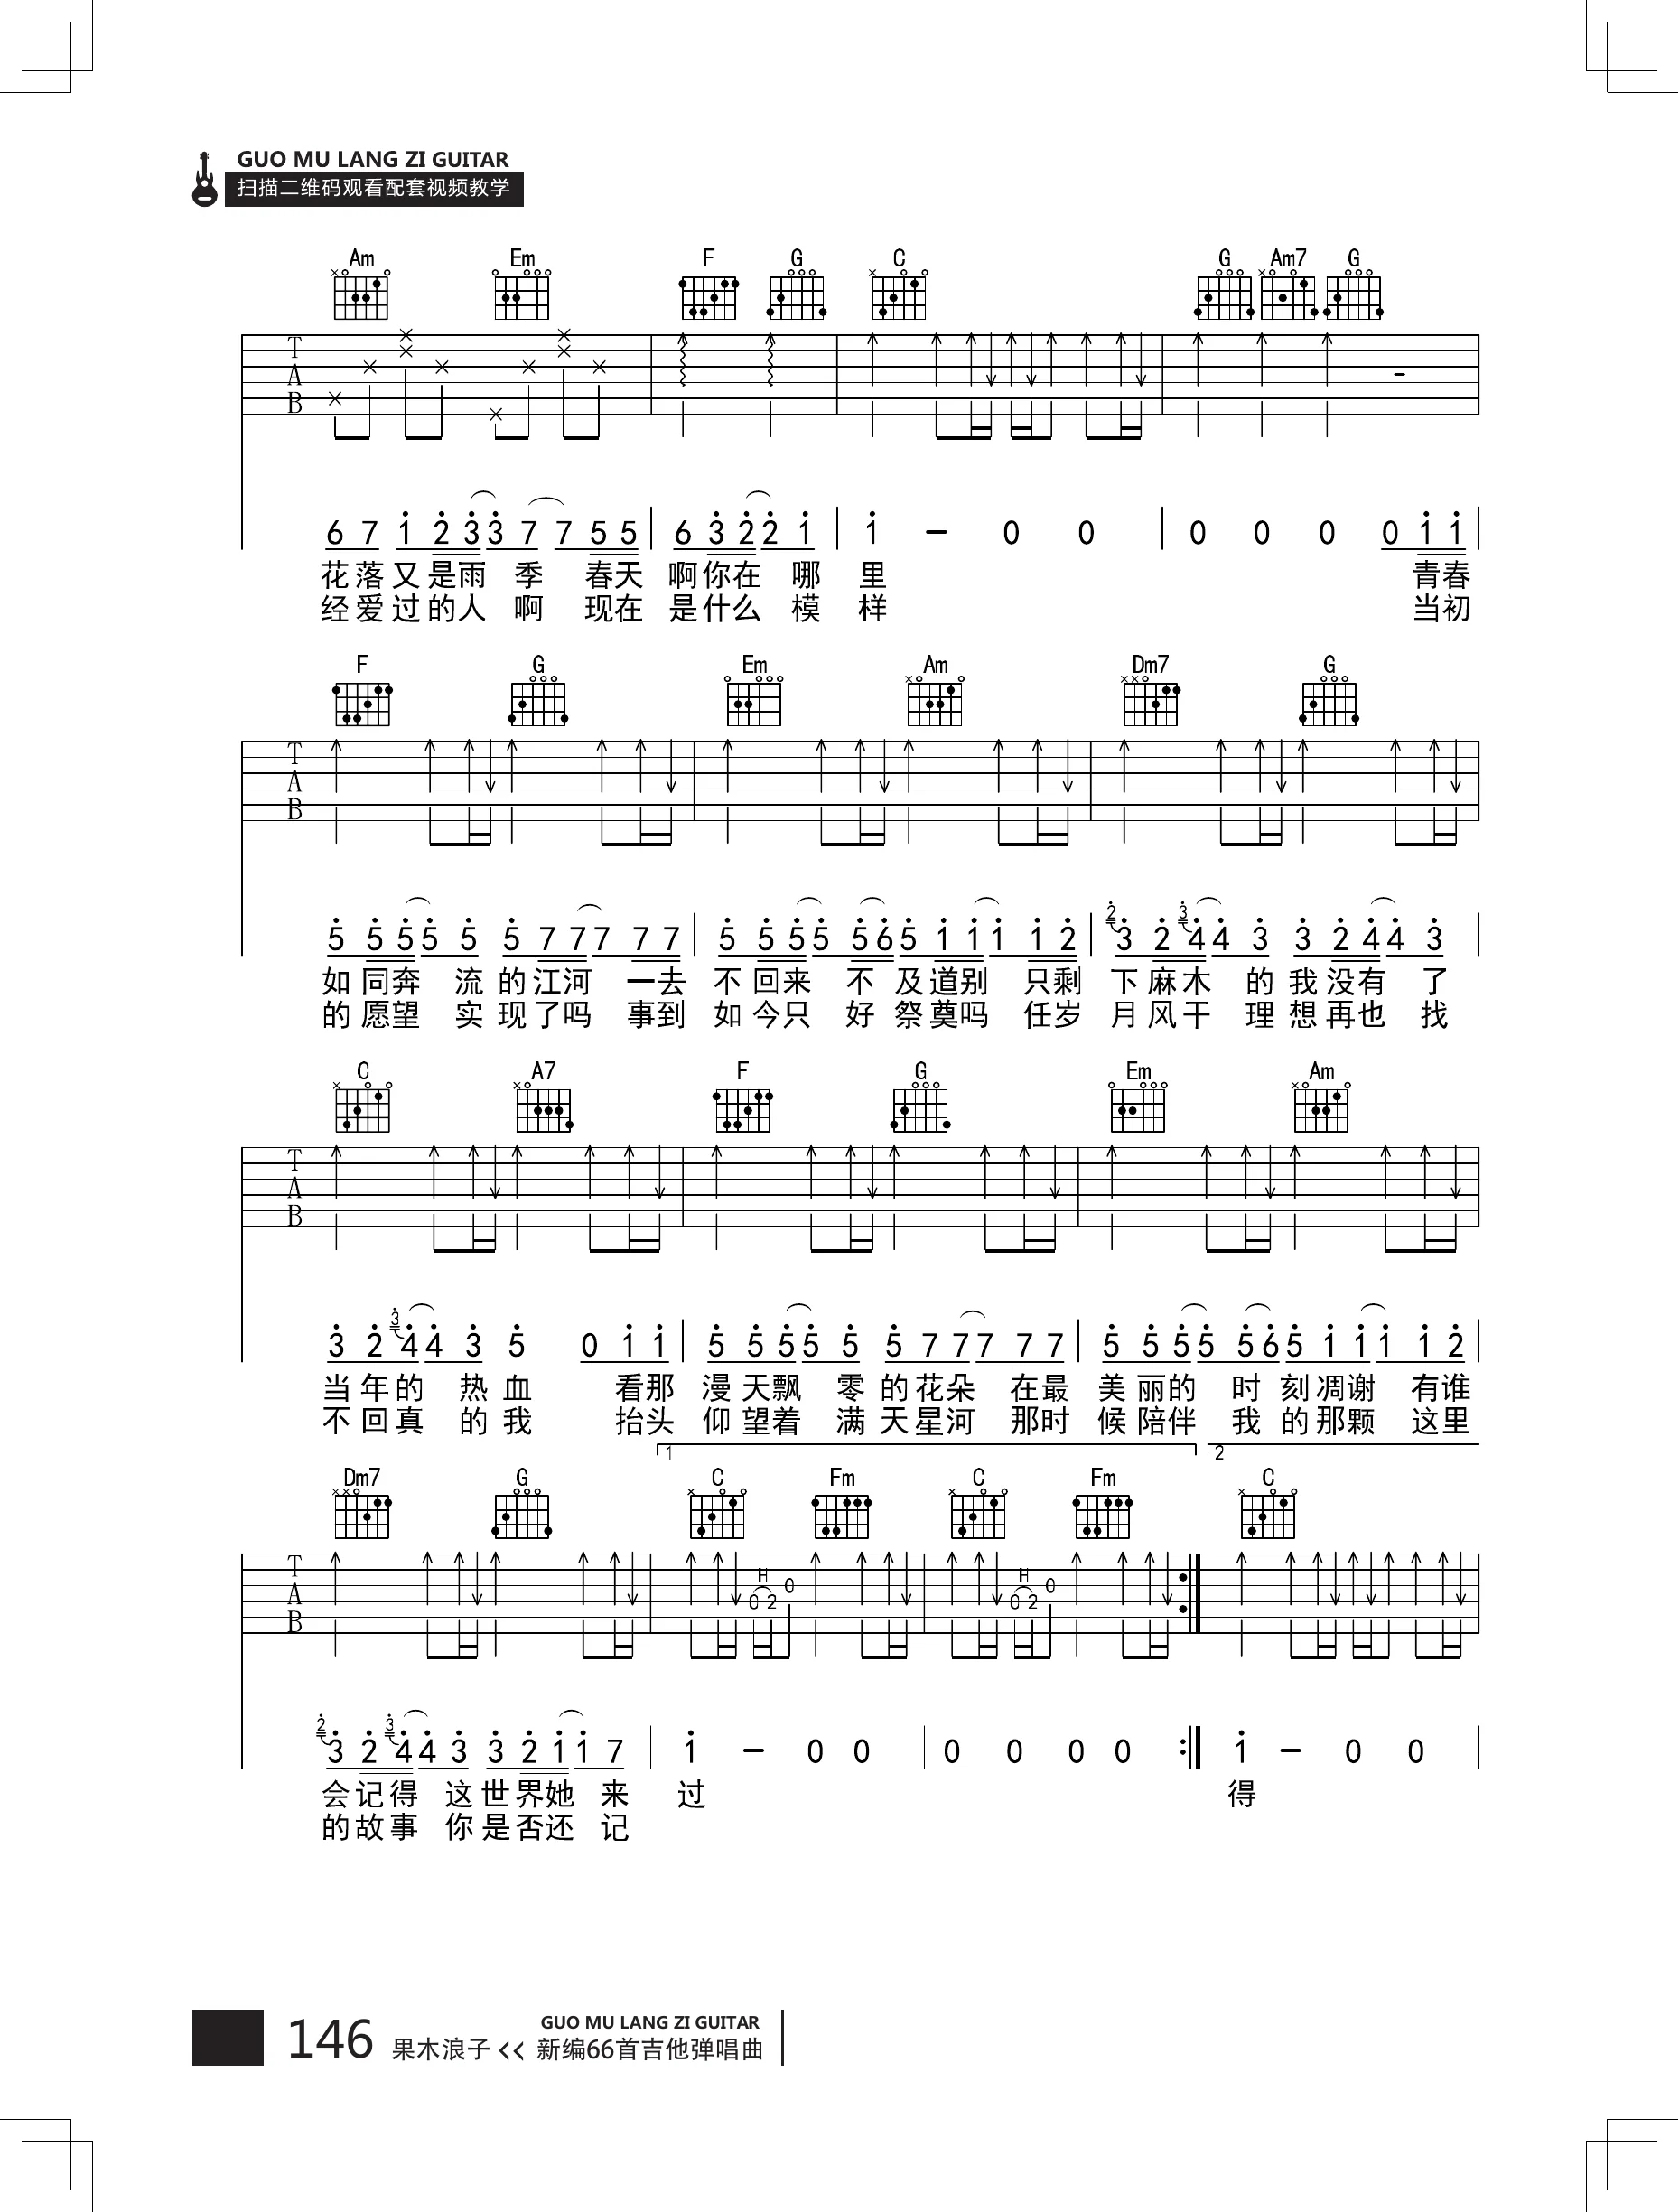 GUO MU LANG ZI GUITAR
扫描二维码观看配套视频教学
Am Em F G C G Am7 G
T
A
B
6 7 1 2 3 3 7 7 5 5 6 3 2 2 1 1 – 0 0 0 0 0 0 1 1
花落又是雨 季 春天 啊你在 哪 里 青春
经爱过的人 啊 现在 是什么 模 样 当初
F G Em Am Dm7 G
T
A
B
5 5 5 5 5 5 7 7 7 7 7 5 5 5 5 5 6 5 1 1 1 1 2 2 3 2 3 4 4 3 3 2 4 4 3
如同奔 流的江河 一去 不回来 不 及道别 只剩 下麻木 的我没有 了
的愿望 实现了吗 事到 如今只 好 祭奠吗 任岁 月风干 理想再也 找
C A7 F G Em Am
T
A
B
3 2 3 4 4 3 5 0 1 1 5 5 5 5 5 5 7 7 7 7 7 5 5 5 5 5 6 5 1 1 1 1 2
当年的 热血 看那 漫天飘 零的花朵 在最 美丽的 时 刻凋谢 有谁
不回真 的我 抬头 仰望着 满天星河 那时 候陪伴 我 的那颗 这里
1 2
Dm7 G C Fm C Fm C
T
A
B
H 0 2 0 H 0 2 0
2 3 2 3 4 4 3 3 2 1 1 7 1 – 0 0 0 0 0 0 1 – 0 0
会记得 这世界她 来 过 得
的故事 你是否还 记
146 果木浪子 << GUO MU LANG ZI GUITAR
新编66首吉他弹唱曲